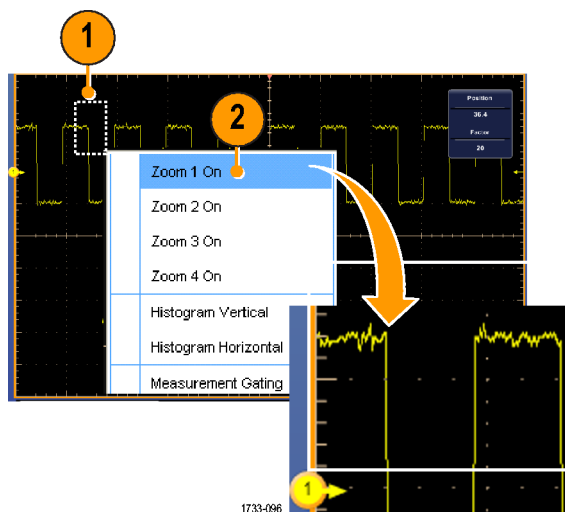 1
2
Position
36.4
Factor
20
Zoom 1 On
Zoom 2 On
Zoom 3 On
Zoom 4 On
Histogram Vertical
Histogram Horizontal
Measurement Gating
1
1733-096